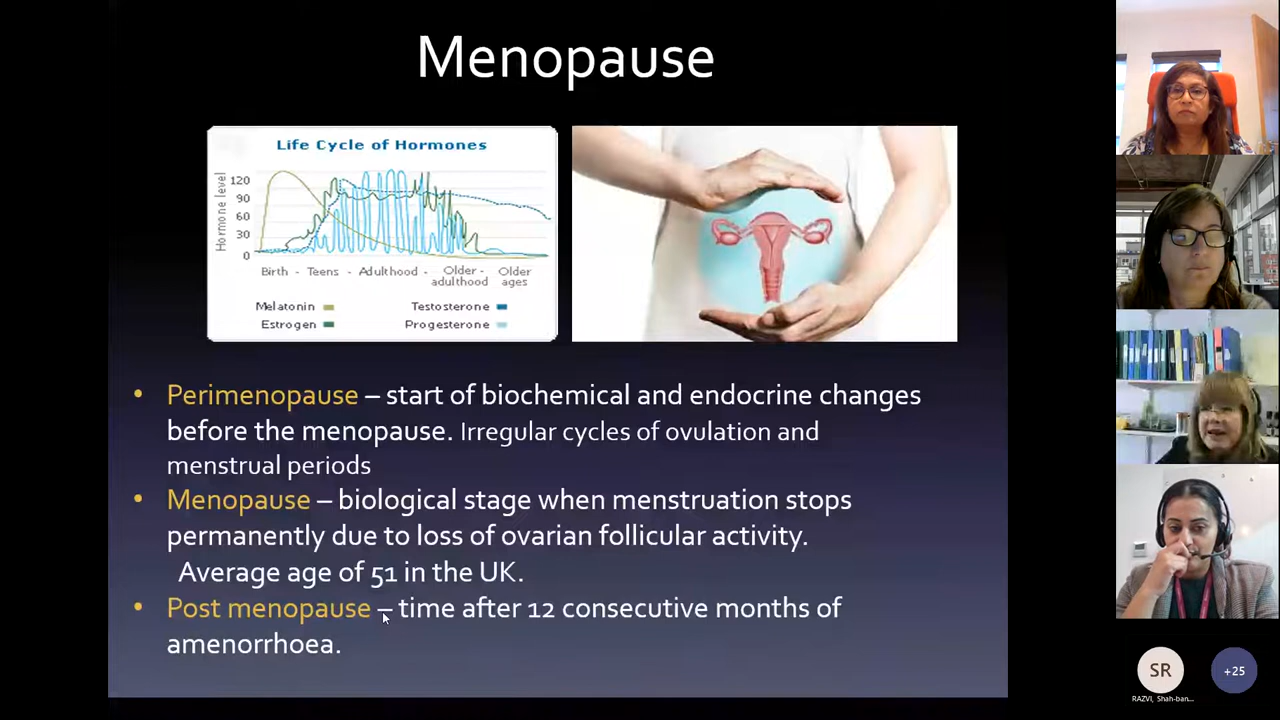 Menopause
Life Cycle of Hormones
Hormone level
120
90
60
30
0
Birth - Teens - Adulthood - Older - adulthood Older ages
Melatonin
Testosterone
Estrogen
Progesterone
• Perimenopause – start of biochemical and endocrine changes
before the menopause. Irregular cycles of ovulation and
menstrual periods
• Menopause – biological stage when menstruation stops
permanently due to loss of ovarian follicular activity.
Average age of 51 in the UK.
• Post menopause – time after 12 consecutive months of
amenorrhoea.
SR
+25
RAZVI, Shah-ban...